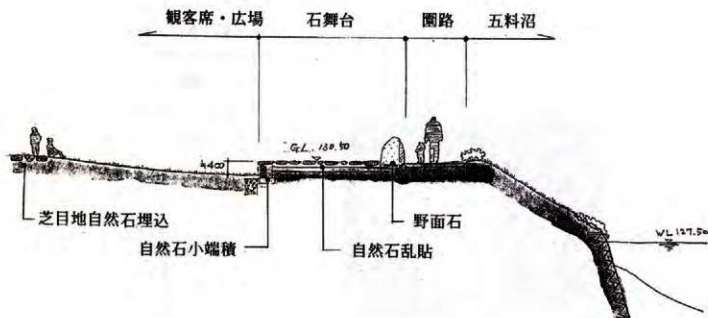 観客席・広場 石舞台 園路 五料沼
GL. 130.50
400
WL 127.50
芝目地自然石埋込 野面石
自然石小端積 自然石乱貼